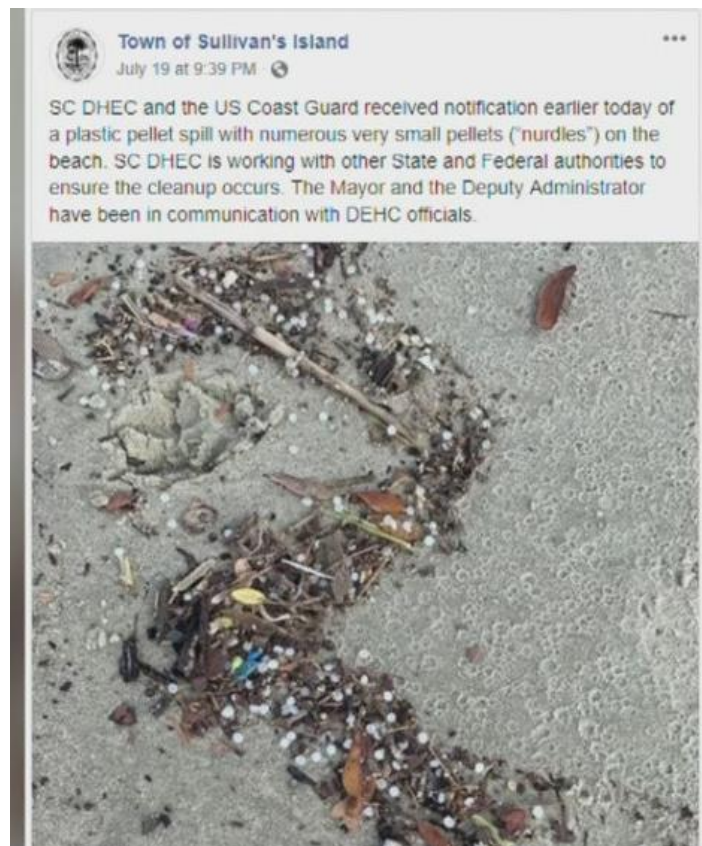 Town of Sullivan's Island
July 19 at 9:39 PM
SC DHEC and the US Coast Guard received notification earlier today of
a plastic pellet spill with numerous very small pellets ("nurdles") on the
beach. SC DHEC is working with other State and Federal authorities to
ensure the cleanup occurs. The Mayor and the Deputy Administrator
have been in communication with DEHC officials.